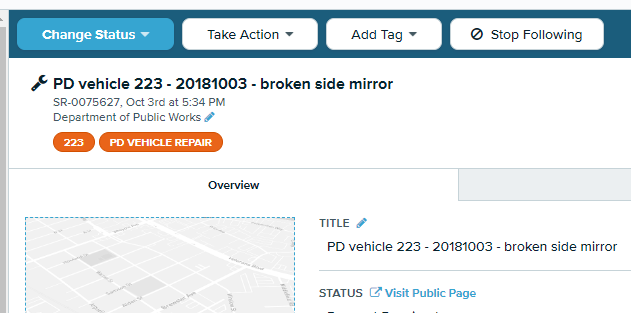 Change Status
Take Action
Add Tag
Stop Following
PD vehicle 223 - 20181003 - broken side mirror
SR-0075627, Oct 3rd at 5:34 PM
Department of Public Works
223
PD VEHICLE REPAIR
Overview
TITLE
PD vehicle 223 - 20181003 - broken side mirror
STATUS
Visit Public Page